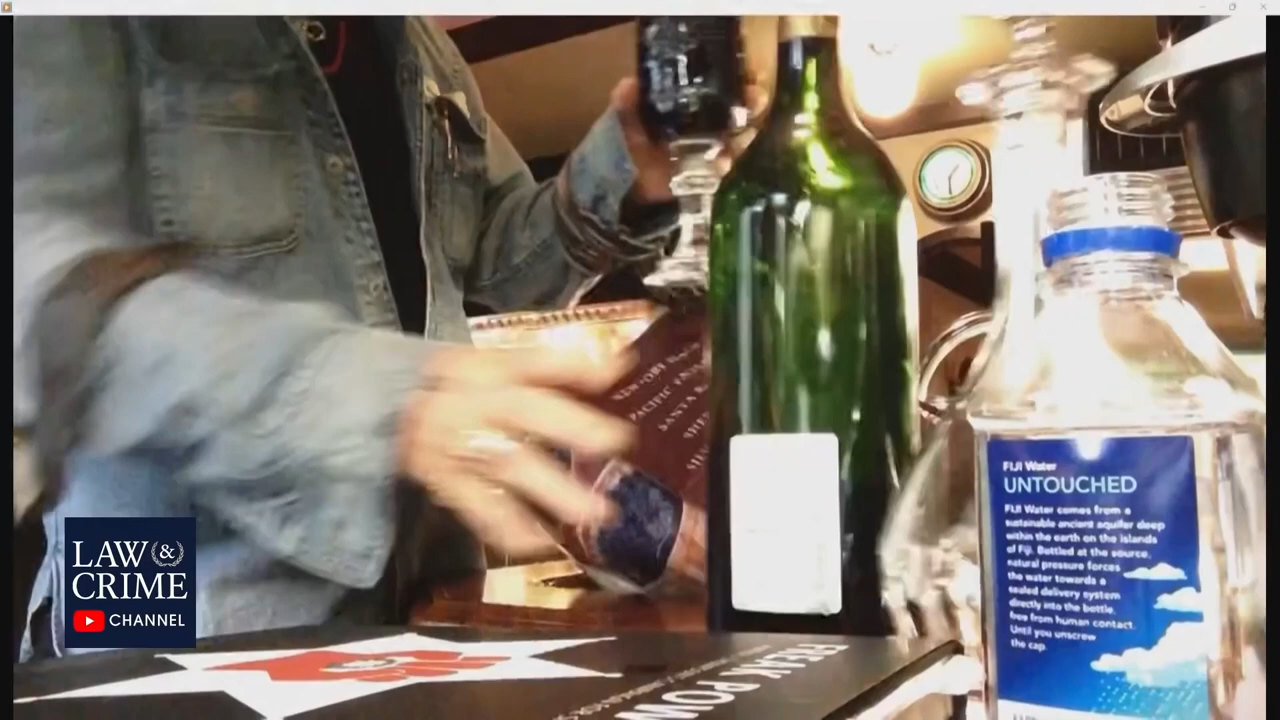 LAW &
CRIME
CHANNEL
PACIFIC
SANTA
FREAK POW
FIJI Water
UNTOUCHED
FIJI Water comes from a
sustainable ancient aquifer deep
within the earth on the islands
of Fiji. Bottled at the source,
natural pressure forces
the water towards a
sealed delivery system
directly into the bottle,
free from human contact.
Until you unscrew
the cap.